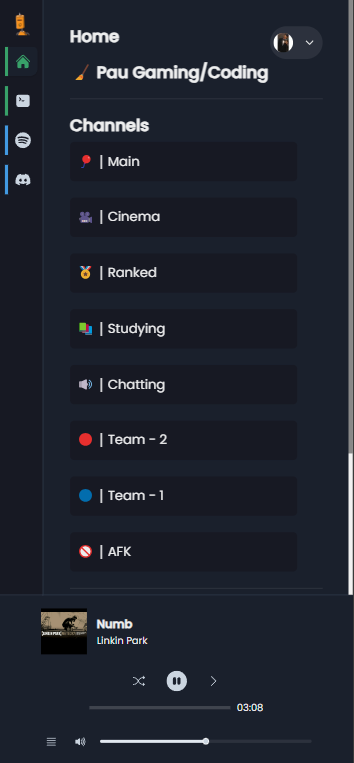 Home
Pau Gaming/Coding
Channels
| Main
| Cinema
| Ranked
| Studying
| Chatting
| Team - 2
| Team - 1
| AFK
Numb
Linkin Park
03:08